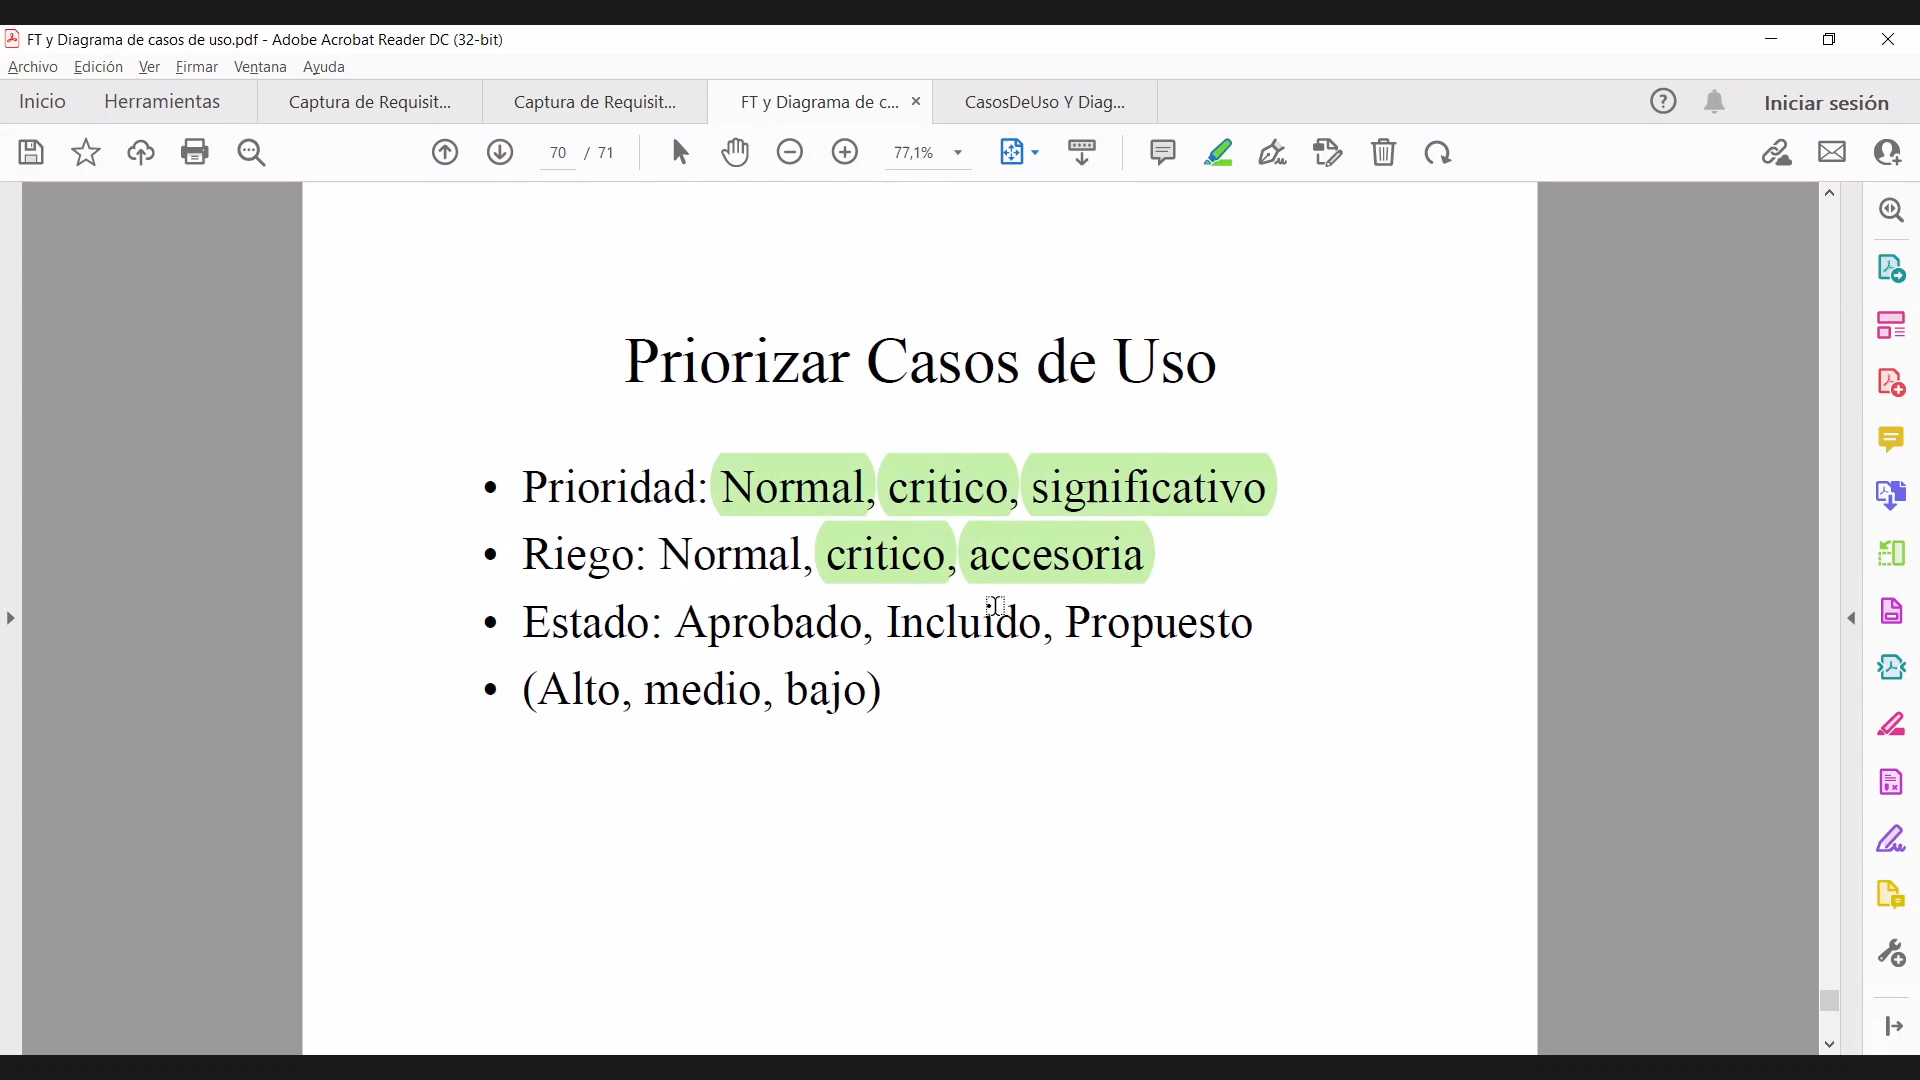 FT y Diagrama de casos de uso.pdf - Adobe Acrobat Reader DC (32-bit)
Archivo Edición Ver Firmar Ventana Ayuda
Inicio Herramientas Captura de Requisit... Captura de Requisit... FT y Diagrama de c... × CasosDeUso Y Diag... Iniciar sesión
70 / 71 77,1%
Priorizar Casos de Uso
• Prioridad: Normal, critico, significativo
• Riego: Normal, critico, accesoria
• Estado: Aprobado, Incluido, Propuesto
• (Alto, medio, bajo)